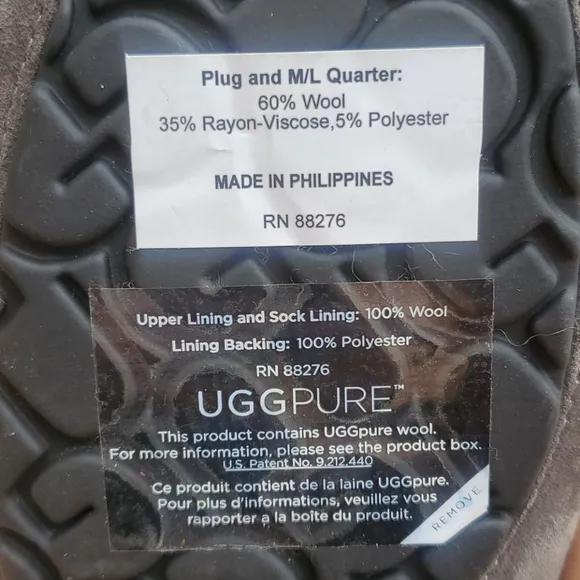 Plug and M/L Quarter:
60% Wool
35% Rayon-Viscose,5% Polyester
MADE IN PHILIPPINES
RN 88276
Upper Lining and Sock Lining: 100% Wool
Lining Backing: 100% Polyester
RN 88276
UGGPURE™
This product contains UGGpure wool.
For more information, please see the product box.
U.S. Patent No. 9,212,440
Ce produit contient de la laine UGGpure.
Pour plus d'informations, veuillez vous
rapporter a la boîte du produit.
REMOVE